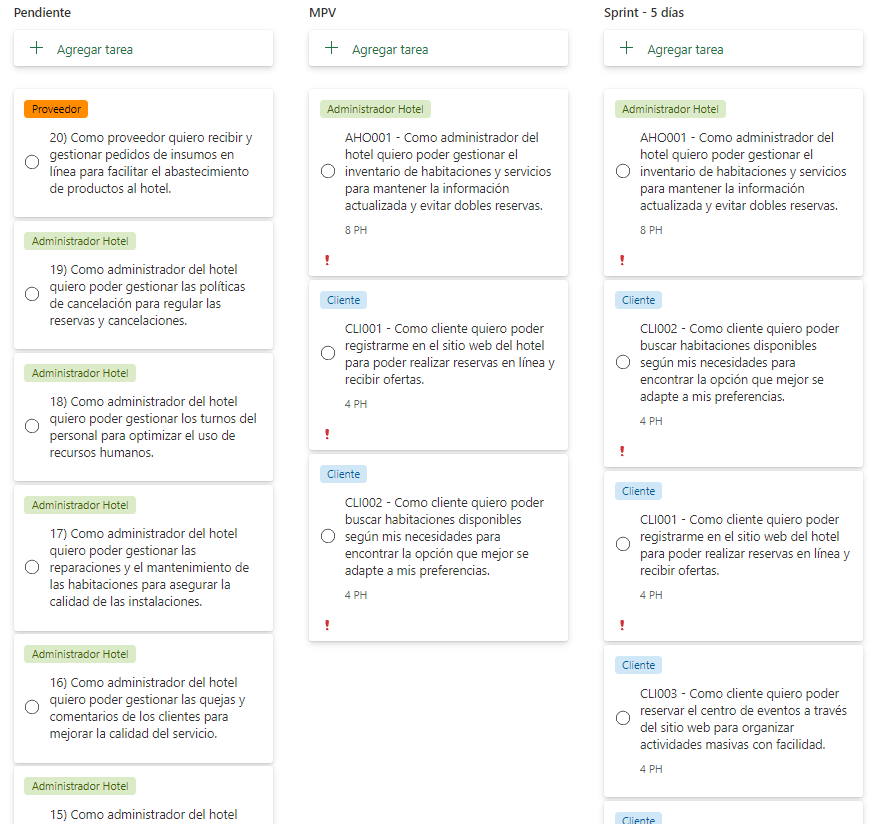 Pendiente
Agregar tarea
Proveedor
20) Como proveedor quiero recibir y
gestionar pedidos de insumos en
línea para facilitar el abastecimiento
de productos al hotel.
Administrador Hotel
19) Como administrador del hotel
quiero poder gestionar las políticas
de cancelación para regular las
reservas y cancelaciones.
Administrador Hotel
18) Como administrador del hotel
quiero poder gestionar los turnos del
personal para optimizar el uso de
recursos humanos.
Administrador Hotel
17) Como administrador del hotel
quiero poder gestionar las
reparaciones y el mantenimiento de
las habitaciones para asegurar la
calidad de las instalaciones.
Administrador Hotel
16) Como administrador del hotel
quiero poder gestionar las quejas y
comentarios de los clientes para
mejorar la calidad del servicio.
Administrador Hotel
15) Como administrador del hotel
MPV
Agregar tarea
Administrador Hotel
AHO001 - Como administrador del
hotel quiero poder gestionar el
inventario de habitaciones y servicios
para mantener la información
actualizada y evitar dobles reservas.
8 PH
Cliente
CLI001 - Como cliente quiero poder
registrarme en el sitio web del hotel
para poder realizar reservas en línea y
recibir ofertas.
4 PH
Cliente
CLI002 - Como cliente quiero poder
buscar habitaciones disponibles
según mis necesidades para
encontrar la opción que mejor se
adapte a mis preferencias.
4 PH
Sprint - 5 días
Agregar tarea
Administrador Hotel
AHO001 - Como administrador del
hotel quiero poder gestionar el
inventario de habitaciones y servicios
para mantener la información
actualizada y evitar dobles reservas.
8 PH
Cliente
CLI002 - Como cliente quiero poder
buscar habitaciones disponibles
según mis necesidades para
encontrar la opción que mejor se
adapte a mis preferencias.
4 PH
Cliente
CLI001 - Como cliente quiero poder
registrarme en el sitio web del hotel
para poder realizar reservas en línea y
recibir ofertas.
4 PH
Cliente
CLI003 - Como cliente quiero poder
reservar el centro de eventos a través
del sitio web para organizar
actividades masivas con facilidad.
4 PH
Cliente